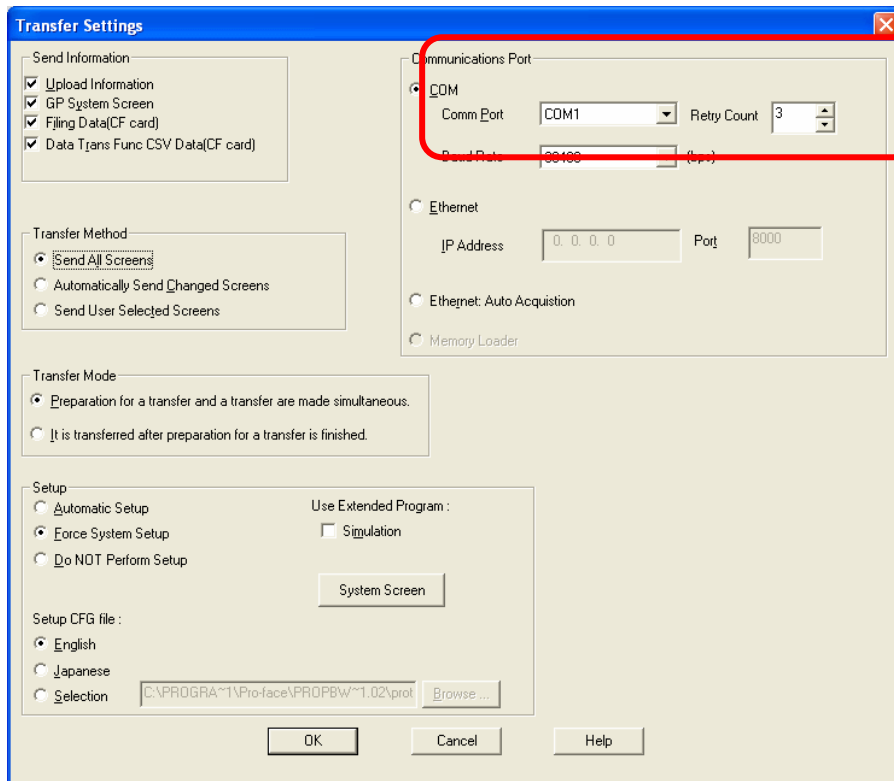 Transfer Settings
Send Information
Upload Information
GP System Screen
Filing Data(CF card)
Data Trans Func CSV Data(CF card)
Communications Port
COM
Comm Port COM1 Retry Count 3
Baud Rate (bps)
Ethernet
IP Address 0. 0. 0. 0 Port 8000
Ethernet: Auto Acquistion
Memory Loader
Transfer Method
Send All Screens
Automatically Send Changed Screens
Send User Selected Screens
Transfer Mode
Preparation for a transfer and a transfer are made simultaneous.
It is transferred after preparation for a transfer is finished.
Setup
Automatic Setup
Force System Setup
Do NOT Perform Setup
Use Extended Program :
Simulation
System Screen
Setup CFG file :
English
Japanese
Selection C:\PROGRA~1\Pro-face\PROPBW~1.02\prot Browse ...
OK Cancel Help